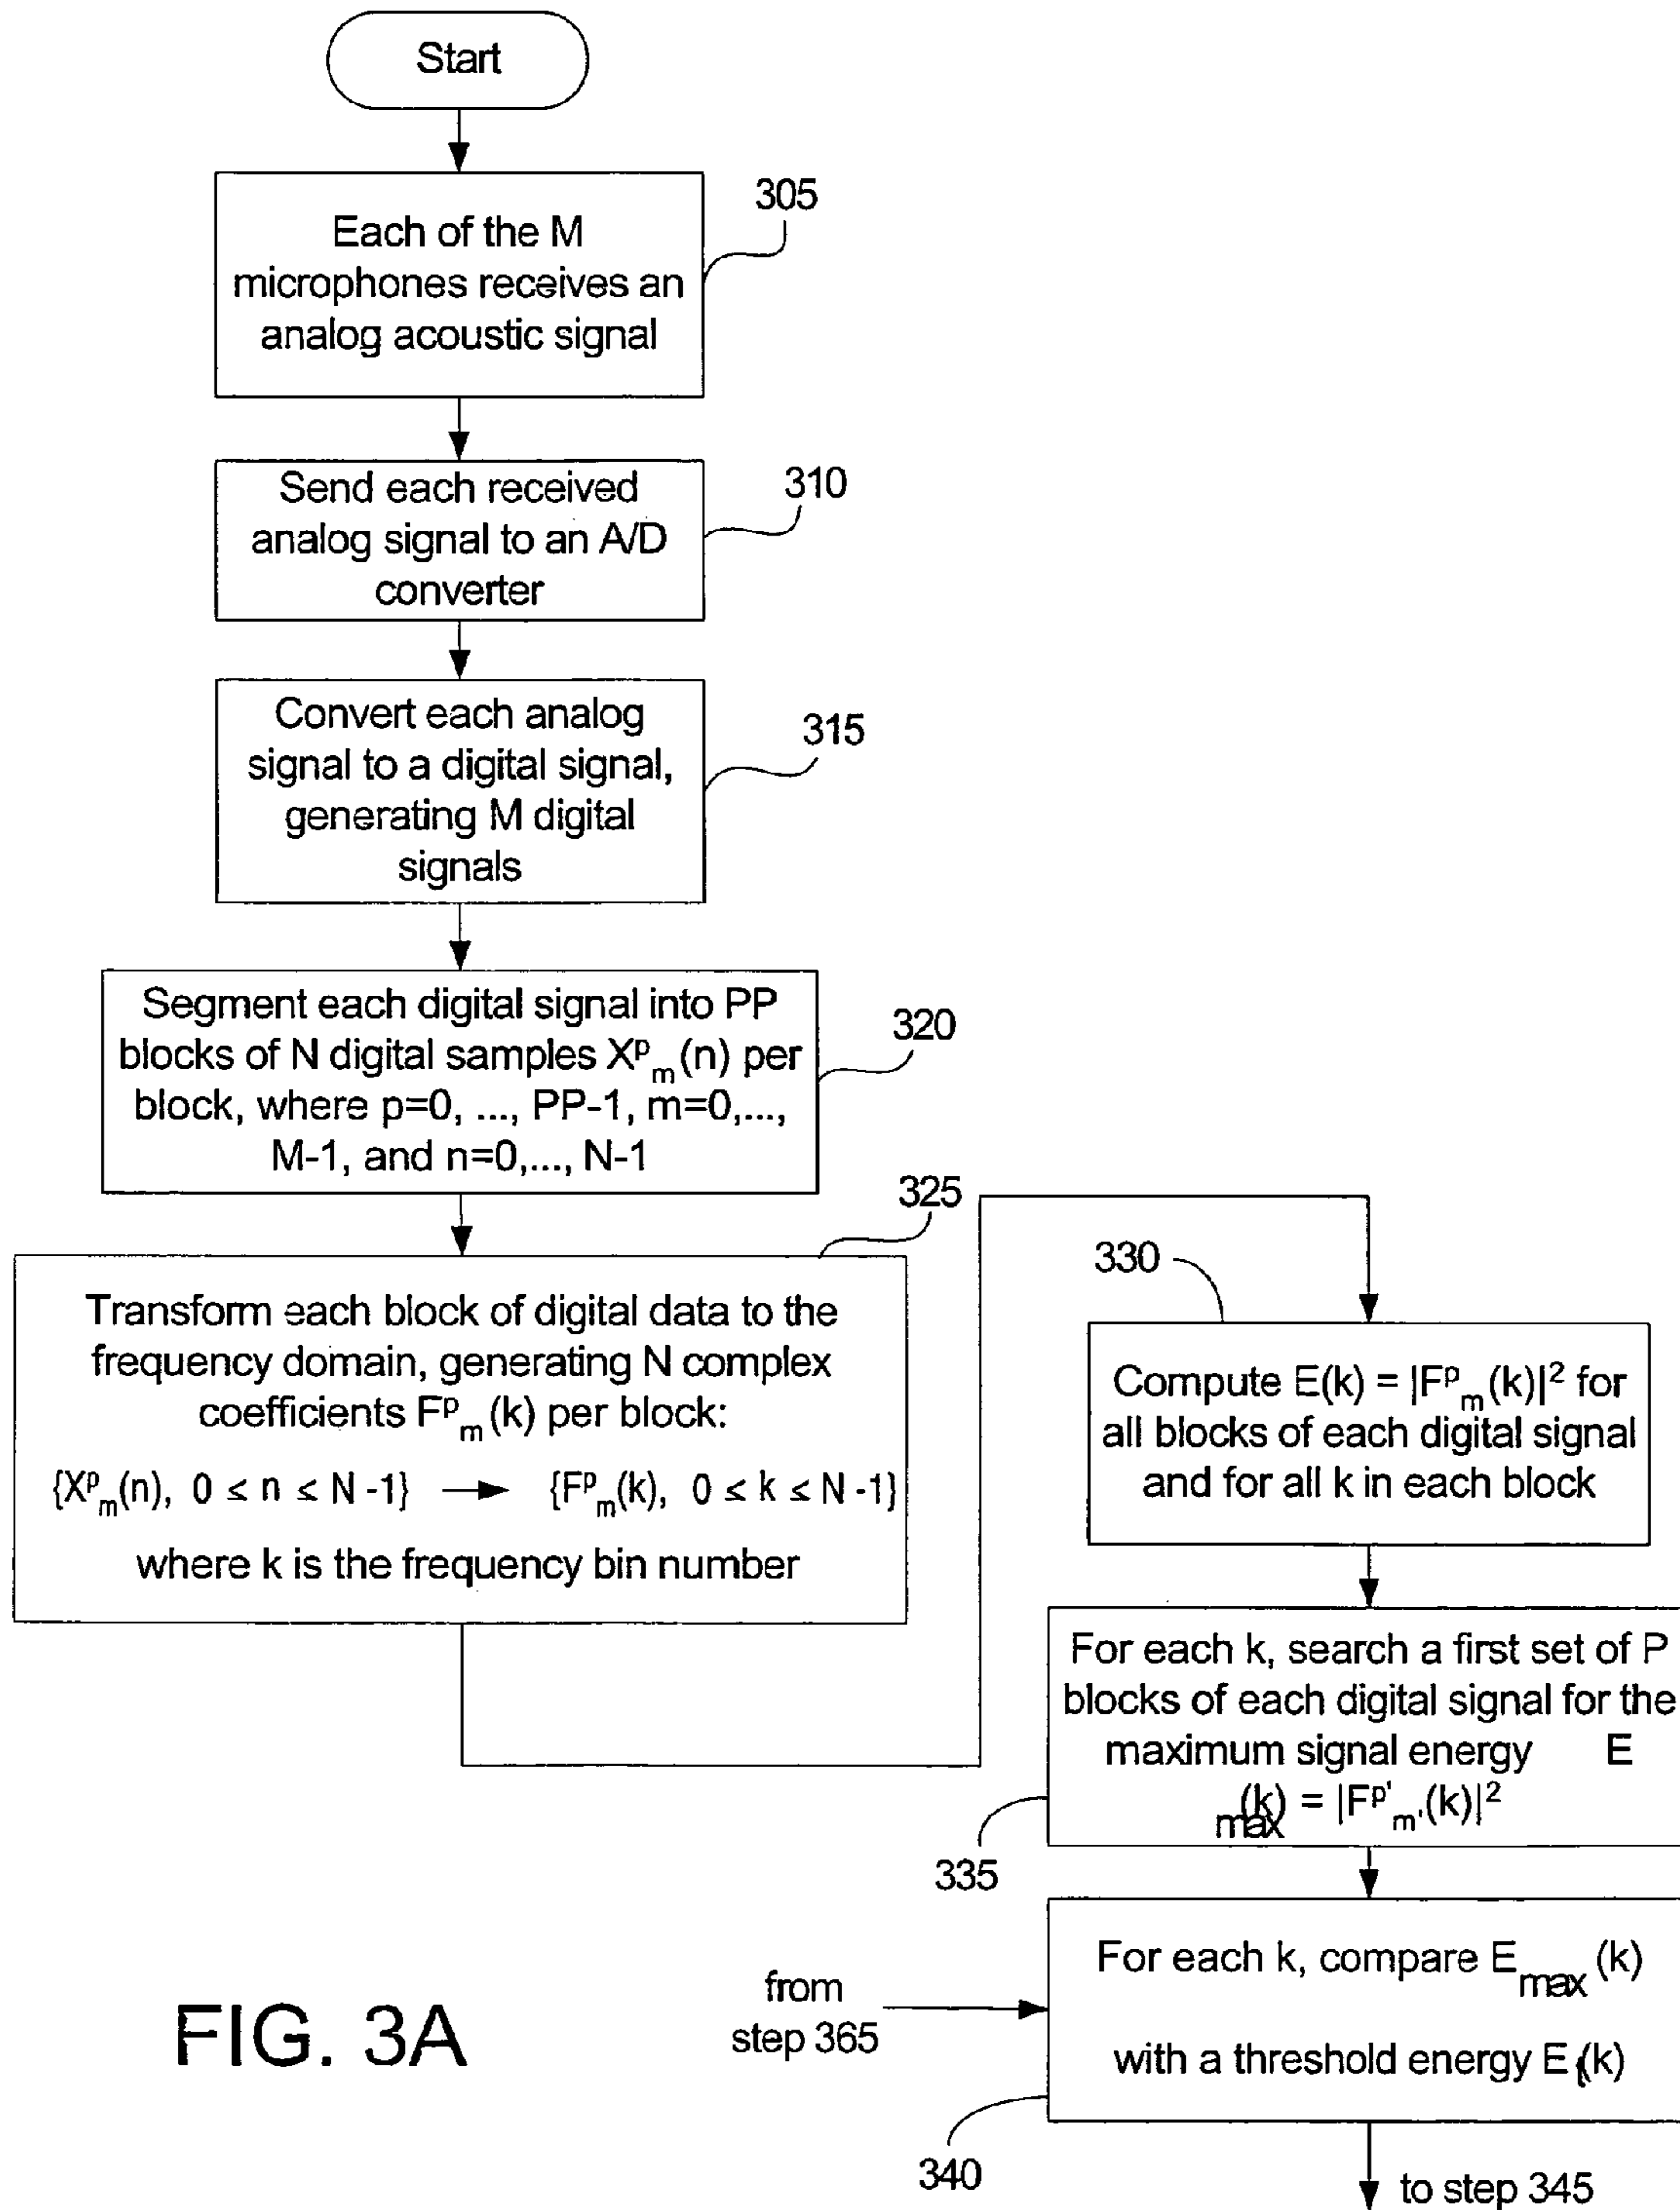 Start
305
Each of the M
microphones receives an
analog acoustic signal
310
Send each received
analog signal to an A/D
converter
315
Convert each analog
signal to a digital signal,
generating M digital
signals
320
Segment each digital signal into PP
blocks of N digital samples Xᵖₘ(n) per
block, where p=0, ..., PP-1, m=0,...,
M-1, and n=0,..., N-1
325
Transform each block of digital data to the
frequency domain, generating N complex
coefficients Fᵖₘ(k) per block:
{Xᵖₘ(n), 0 ≤ n ≤ N -1} → {Fᵖₘ(k), 0 ≤ k ≤ N -1}
where k is the frequency bin number
330
Compute E(k) = |Fᵖₘ(k)|² for
all blocks of each digital signal
and for all k in each block
For each k, search a first set of P
blocks of each digital signal for the
maximum signal energy E
max(k) = |Fᵖ'ₘ'(k)|²
335
For each k, compare Eₘₐₓ(k)
with a threshold energy Eₜ(k)
from
step 365
340
to step 345
FIG. 3A